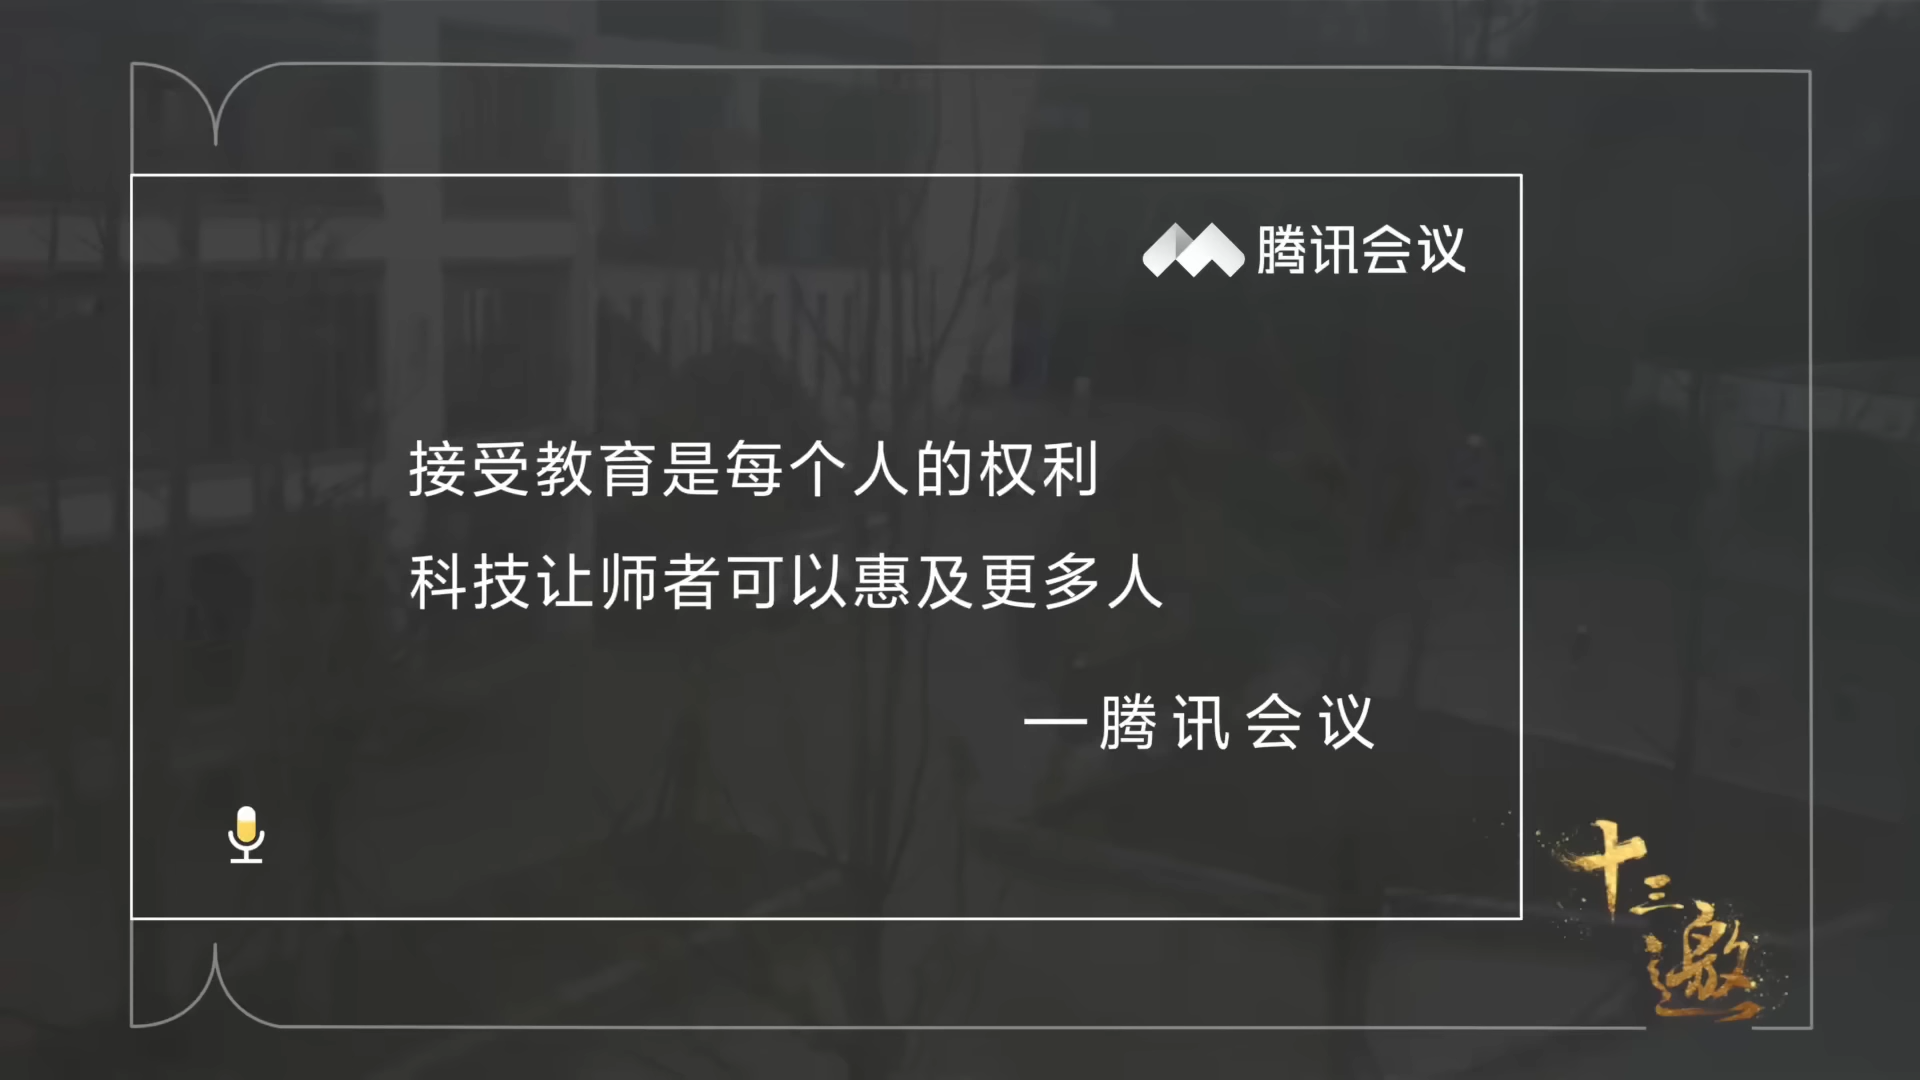 腾讯会议
接受教育是每个人的权利
科技让师者可以惠及更多人
—腾讯会议
十三邀